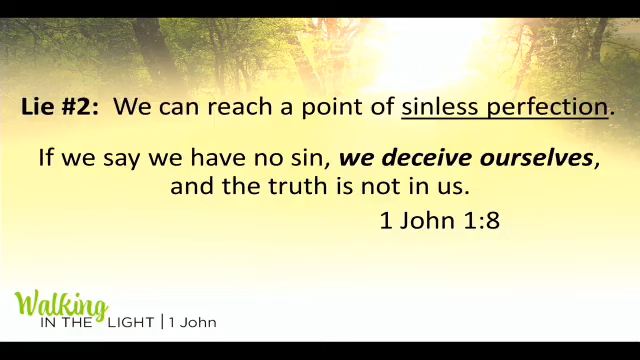 Lie #2: We can reach a point of sinless perfection.
If we say we have no sin, we deceive ourselves,
and the truth is not in us.
1 John 1:8
Walking
IN THE LIGHT | 1 John